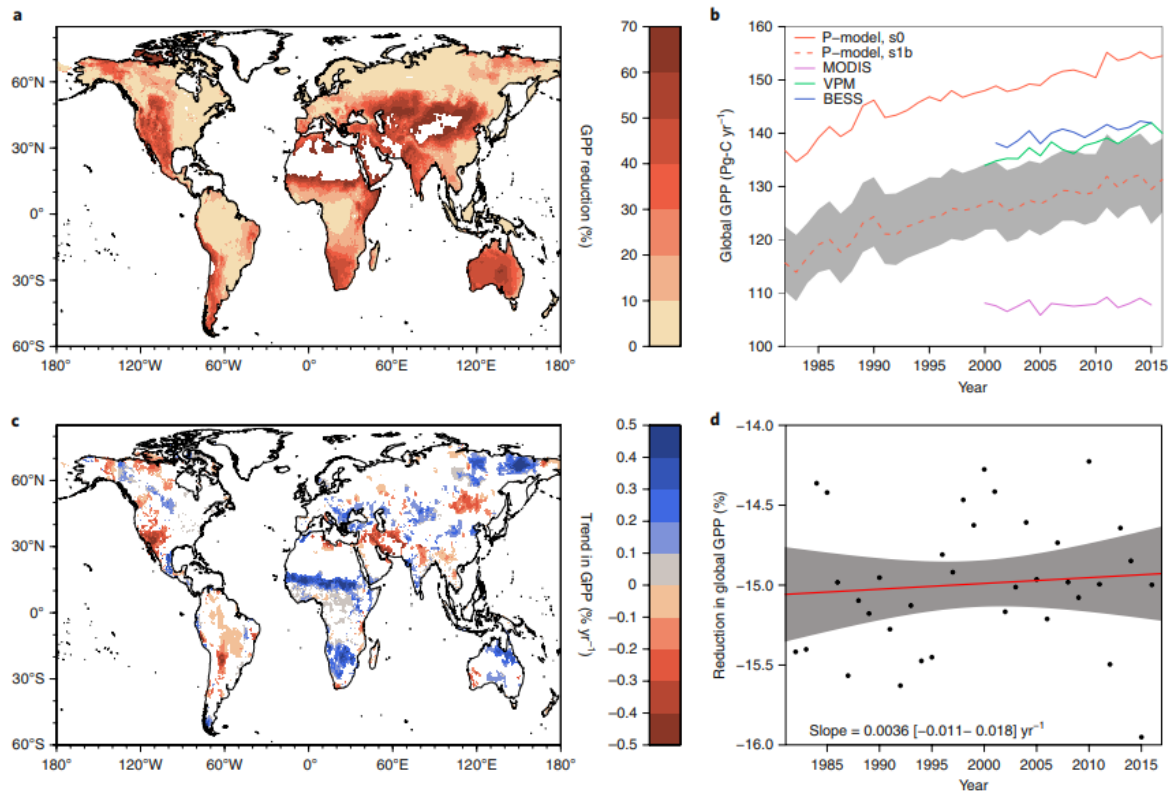 a
60°N
30°N
0°
30°S
60°S
180°
120°W
60°W
0°
60°E
120°E
180°
70
60
50
40
30
20
10
0
GPP reduction (%)
b
160
150
140
130
120
110
100
Global GPP (Pg-C yr⁻¹)
P-model, s0
P-model, s1b
MODIS
VPM
BESS
1985
1990
1995
2000
2005
2010
2015
Year
c
60°N
30°N
0°
30°S
60°S
180°
120°W
60°W
0°
60°E
120°E
180°
0.5
0.4
0.3
0.2
0.1
0
−0.1
−0.2
−0.3
−0.4
−0.5
Trend in GPP (% yr⁻¹)
d
−14.0
−14.5
−15.0
−15.5
−16.0
Reduction in global GPP (%)
Slope = 0.0036 [−0.011– 0.018] yr⁻¹
1985
1990
1995
2000
2005
2010
2015
Year